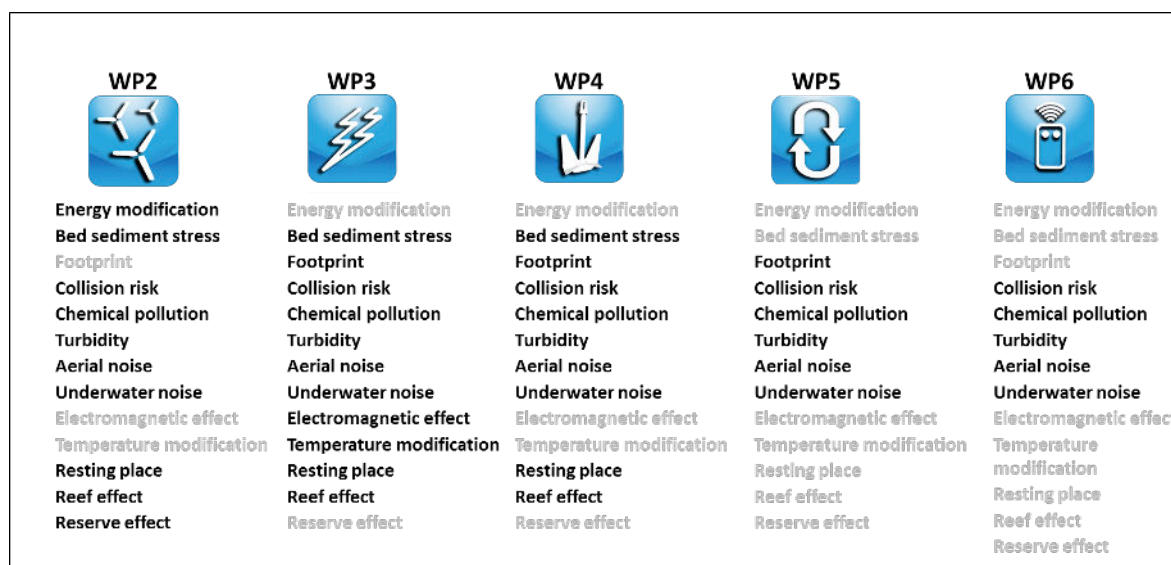 WP2
Energy modification
Bed sediment stress
Footprint
Collision risk
Chemical pollution
Turbidity
Aerial noise
Underwater noise
Electromagnetic effect
Temperature modification
Resting place
Reef effect
Reserve effect
WP3
Energy modification
Bed sediment stress
Footprint
Collision risk
Chemical pollution
Turbidity
Aerial noise
Underwater noise
Electromagnetic effect
Temperature modification
Resting place
Reef effect
Reserve effect
WP4
Energy modification
Bed sediment stress
Footprint
Collision risk
Chemical pollution
Turbidity
Aerial noise
Underwater noise
Electromagnetic effect
Temperature modification
Resting place
Reef effect
Reserve effect
WP5
Energy modification
Bed sediment stress
Footprint
Collision risk
Chemical pollution
Turbidity
Aerial noise
Underwater noise
Electromagnetic effect
Temperature modification
Resting place
Reef effect
Reserve effect
WP6
Energy modification
Bed sediment stress
Footprint
Collision risk
Chemical pollution
Turbidity
Aerial noise
Underwater noise
Electromagnetic effect
Temperature
modification
Resting place
Reef effect
Reserve effect